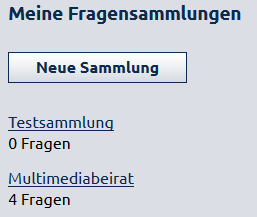 Meine Fragensammlungen
Neue Sammlung
Testsammlung
0 Fragen
Multimediabeirat
4 Fragen